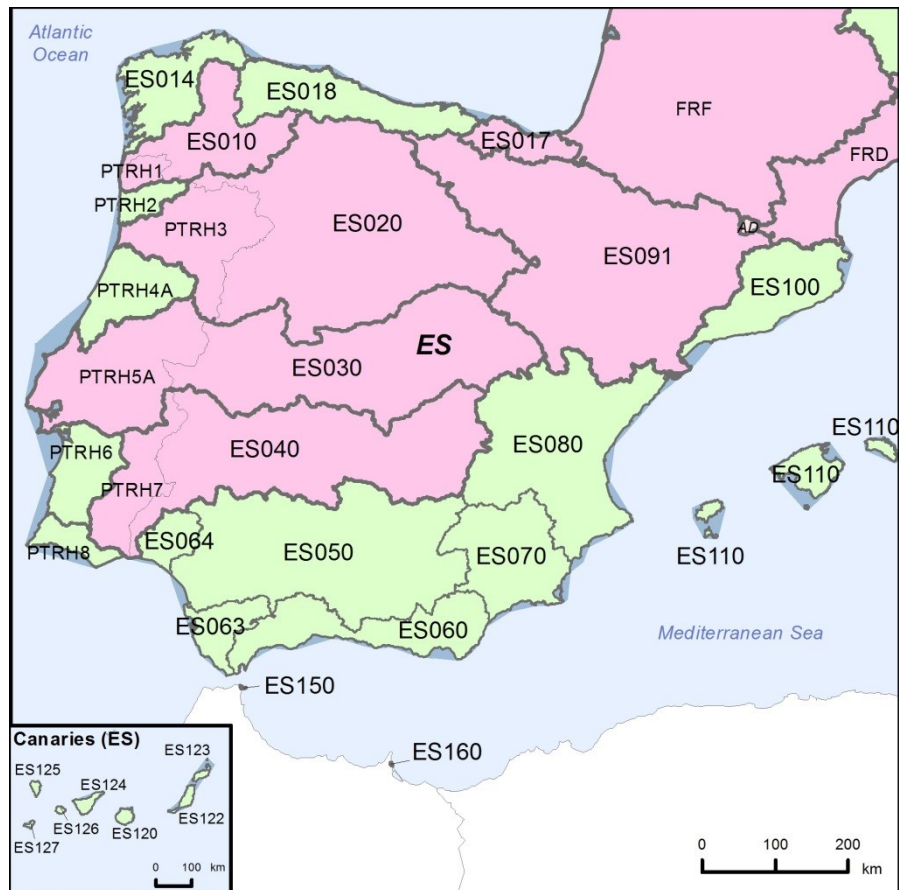 Atlantic
Ocean
ES014
ES018
FRF
ES010
ES017
FRD
PTRH1
PTRH2
PTRH3
ES020
AD
ES091
PTRH4A
ES100
ES
PTRH5A
ES030
ES080
ES110
PTRH6
ES040
ES110
PTRH7
ES064
ES050
ES070
PTRH8
ES110
ES063
ES060
Mediterranean Sea
ES150
Canaries (ES)
ES160
ES123
ES125
ES124
ES122
ES126
ES120
ES127
0 100 km
0 100 200
km